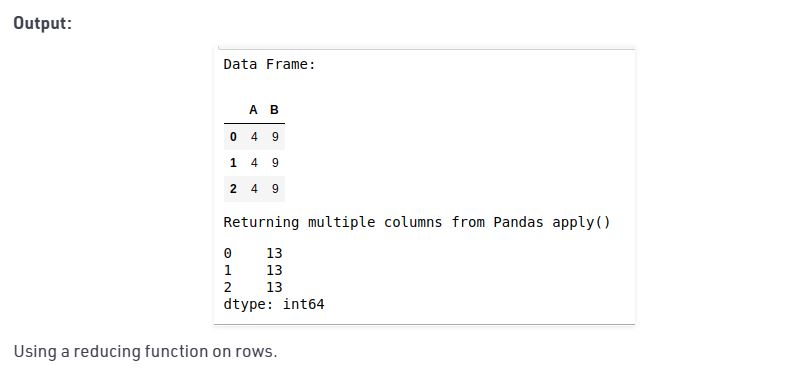 Output:
Data Frame:
A B
0 4 9
1 4 9
2 4 9
Returning multiple columns from Pandas apply()
0 13
1 13
2 13
dtype: int64
Using a reducing function on rows.